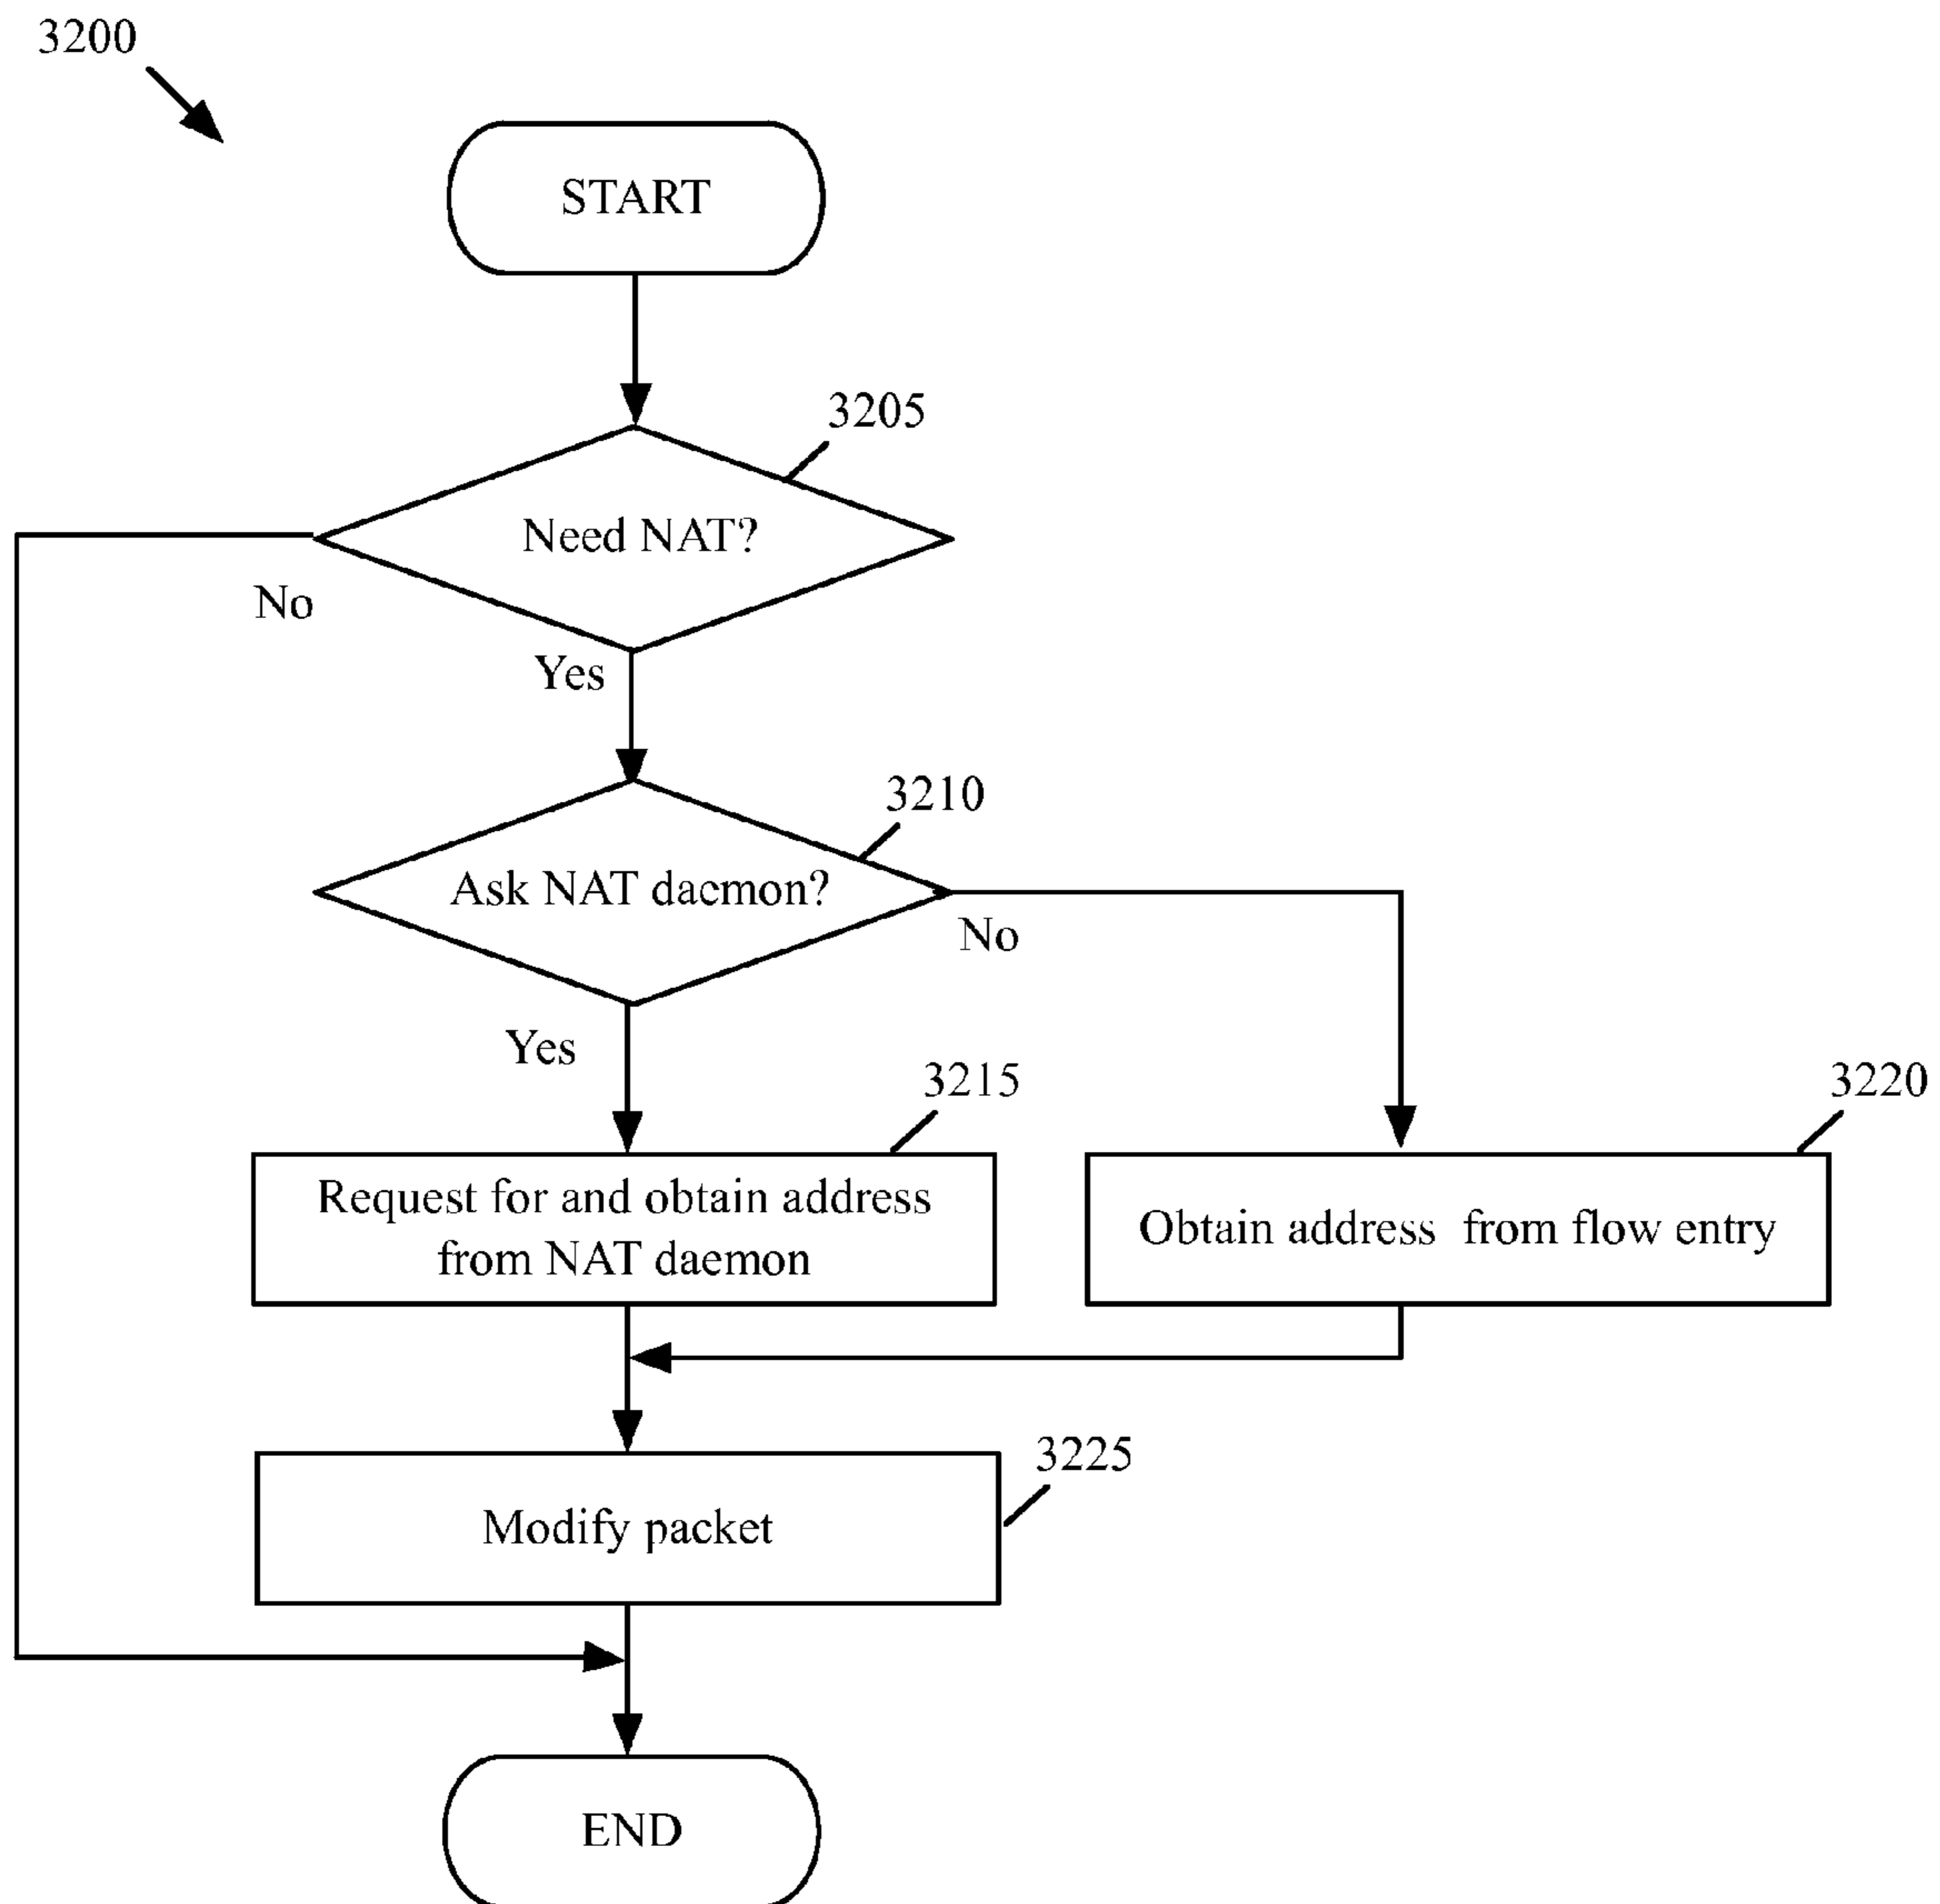 3200
START
3205
Need NAT?
No
Yes
3210
Ask NAT dacmon?
No
Yes
3215
3220
Request for and obtain address
from NAT daemon
Obtain address from flow entry
3225
Modify packet
END